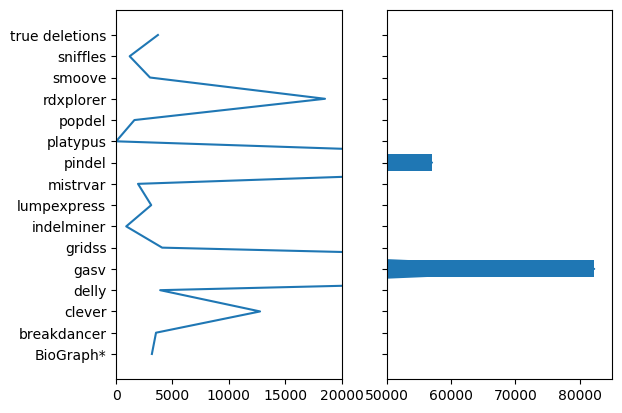 true deletions
sniffles
smoove
rdxplorer
popdel
platypus
pindel
mistrvar
lumpexpress
indelminer
gridss
gasv
delly
clever
breakdancer
BioGraph*
0 5000 10000 15000 20000 50000 60000 70000 80000